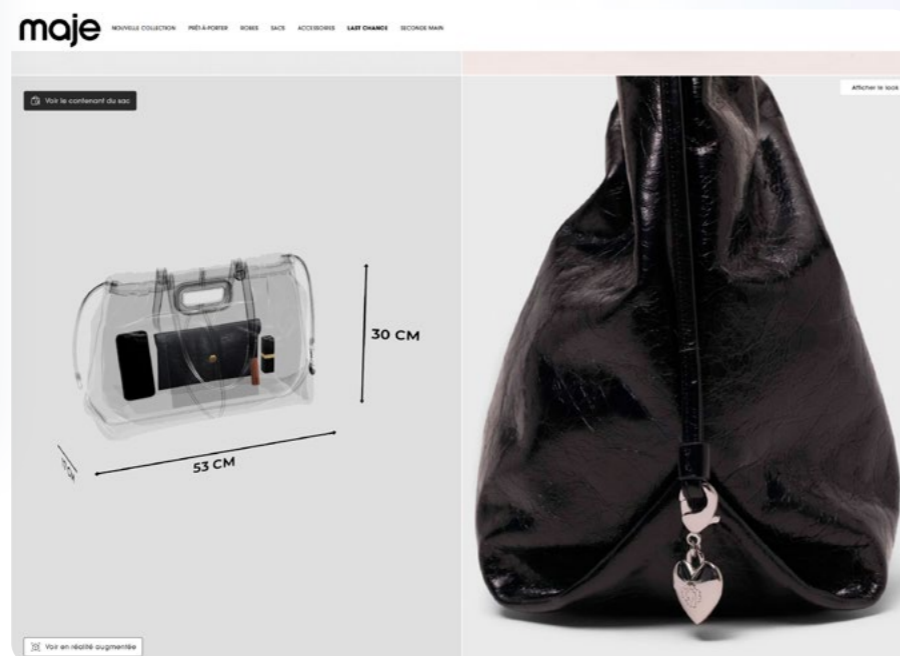 maje
NOUVELLE COLLECTION PRÊT-À-PORTER ROBES SACS ACCESSOIRES LAST CHANCE SECONDE MAIN
Voir le contenant du sac
Afficher le look
30 CM
53 CM
CM
Voir en réalité augmentée